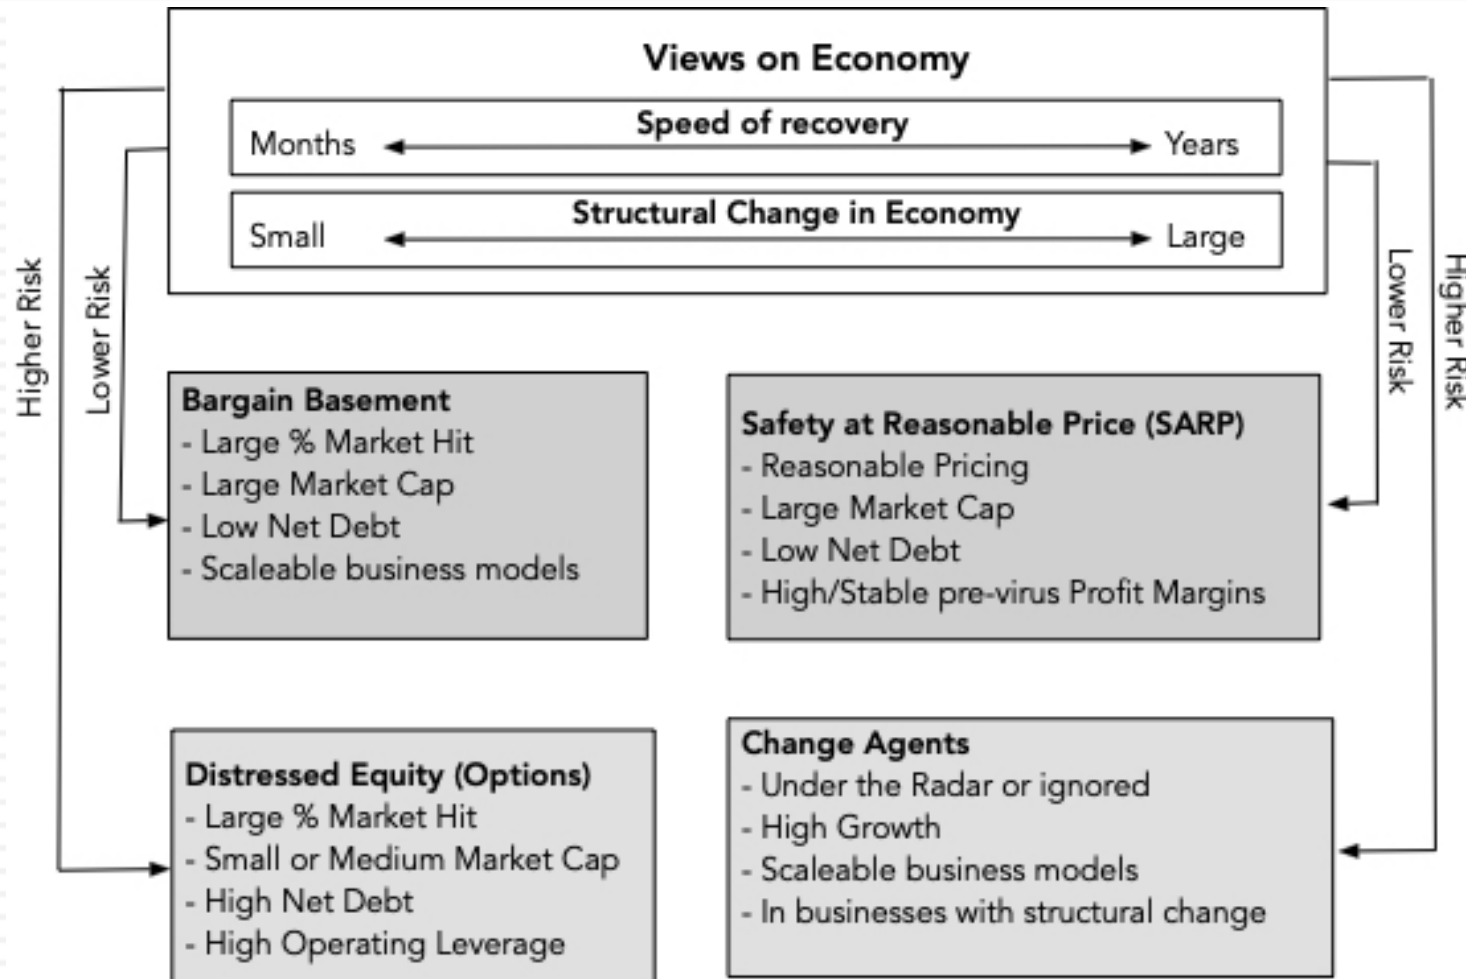 Views on Economy
Speed of recovery
Months
Years
Structural Change in Economy
Small
Large
Higher Risk
Lower Risk
Lower Risk
Higher Risk
Bargain Basement
- Large % Market Hit
- Large Market Cap
- Low Net Debt
- Scaleable business models
Safety at Reasonable Price (SARP)
- Reasonable Pricing
- Large Market Cap
- Low Net Debt
- High/Stable pre-virus Profit Margins
Distressed Equity (Options)
- Large % Market Hit
- Small or Medium Market Cap
- High Net Debt
- High Operating Leverage
Change Agents
- Under the Radar or ignored
- High Growth
- Scaleable business models
- In businesses with structural change